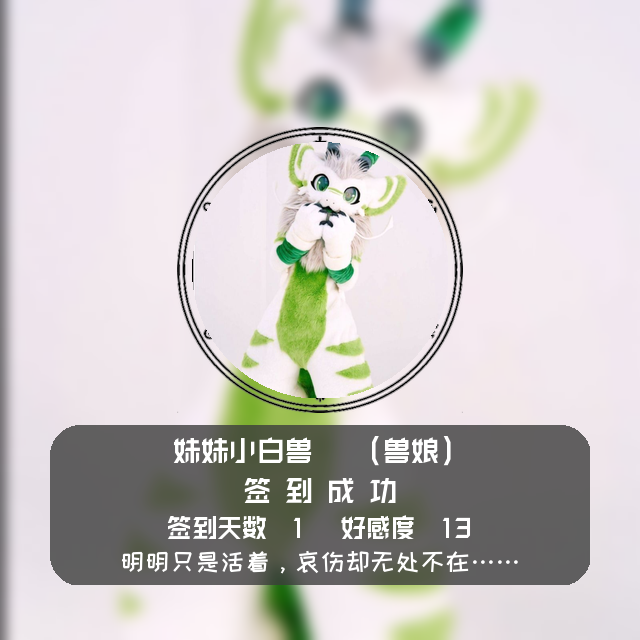 妹妹小白兽 （兽娘）
签到成功
签到天数 1 好感度 13
明明只是活着，哀伤却无处不在……